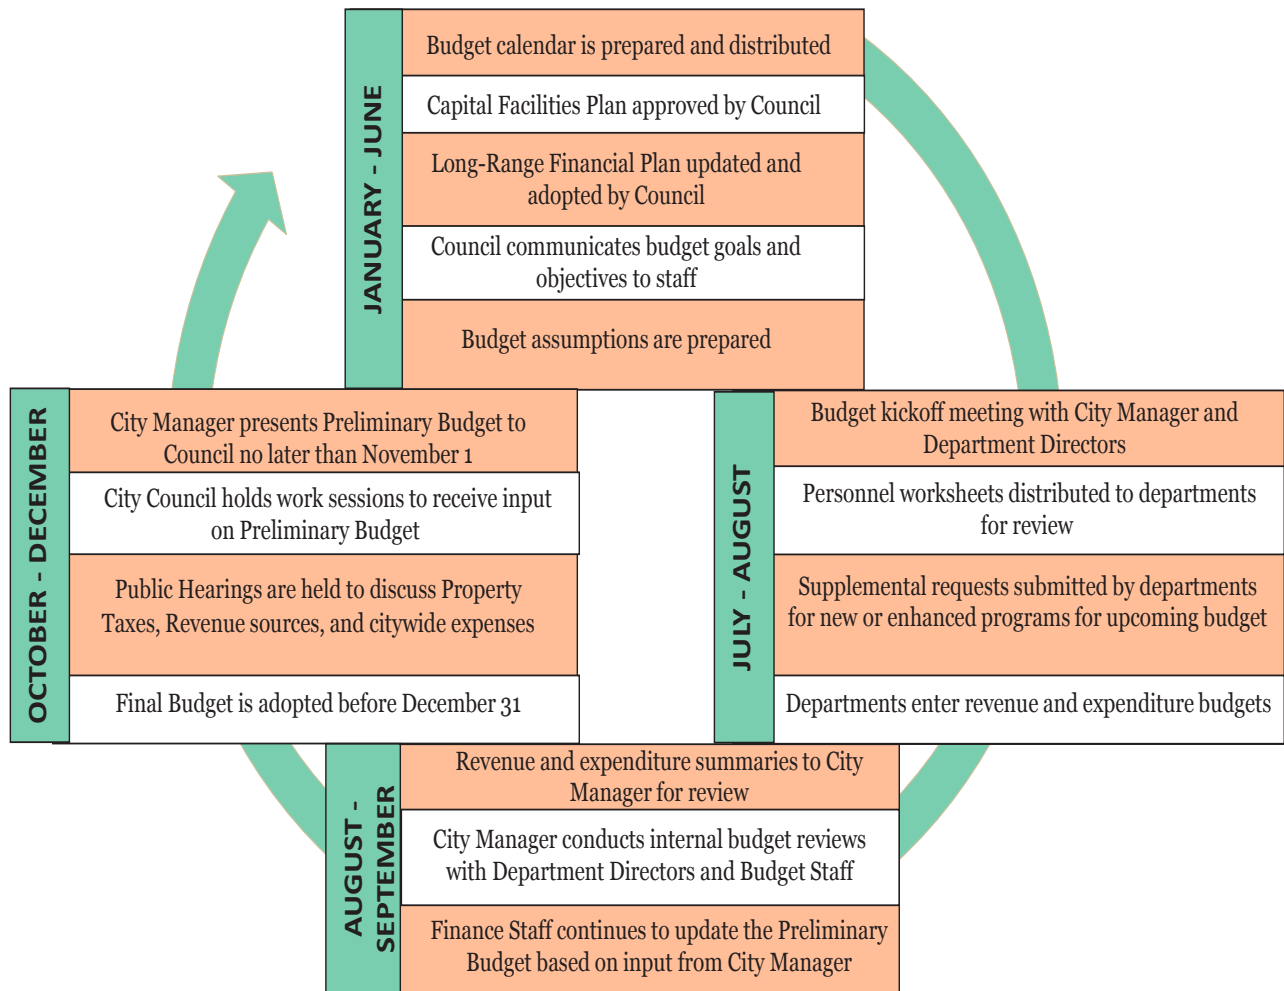 JANUARY - JUNE
Budget calendar is prepared and distributed
Capital Facilities Plan approved by Council
Long-Range Financial Plan updated and
adopted by Council
Council communicates budget goals and
objectives to staff
Budget assumptions are prepared
JULY - AUGUST
Budget kickoff meeting with City Manager and
Department Directors
Personnel worksheets distributed to departments
for review
Supplemental requests submitted by departments
for new or enhanced programs for upcoming budget
Departments enter revenue and expenditure budgets
AUGUST -
SEPTEMBER
Revenue and expenditure summaries to City
Manager for review
City Manager conducts internal budget reviews
with Department Directors and Budget Staff
Finance Staff continues to update the Preliminary
Budget based on input from City Manager
OCTOBER - DECEMBER
City Manager presents Preliminary Budget to
Council no later than November 1
City Council holds work sessions to receive input
on Preliminary Budget
Public Hearings are held to discuss Property
Taxes, Revenue sources, and citywide expenses
Final Budget is adopted before December 31